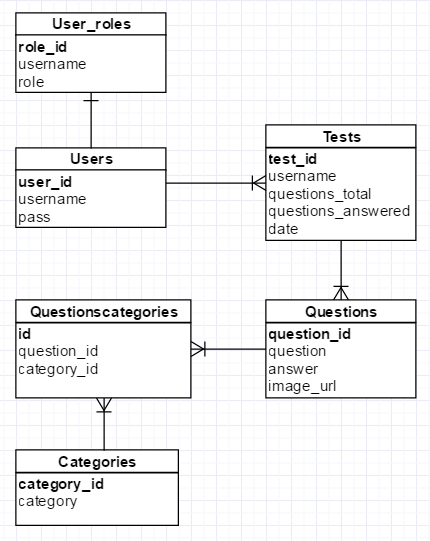 User_roles
role_id
username
role
Users
user_id
username
pass
Tests
test_id
username
questions_total
questions_answered
date
Questionscategories
id
question_id
category_id
Questions
question_id
question
answer
image_url
Categories
category_id
category